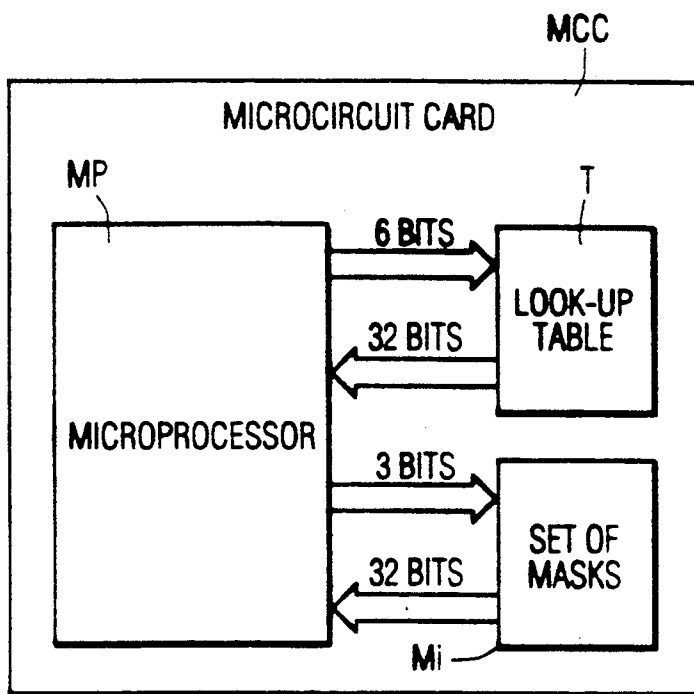 MCC
MICROCIRCUIT CARD
MP
T
6 BITS
LOOK-UP
TABLE
32 BITS
MICROPROCESSOR
3 BITS
SET OF
MASKS
32 BITS
Mi